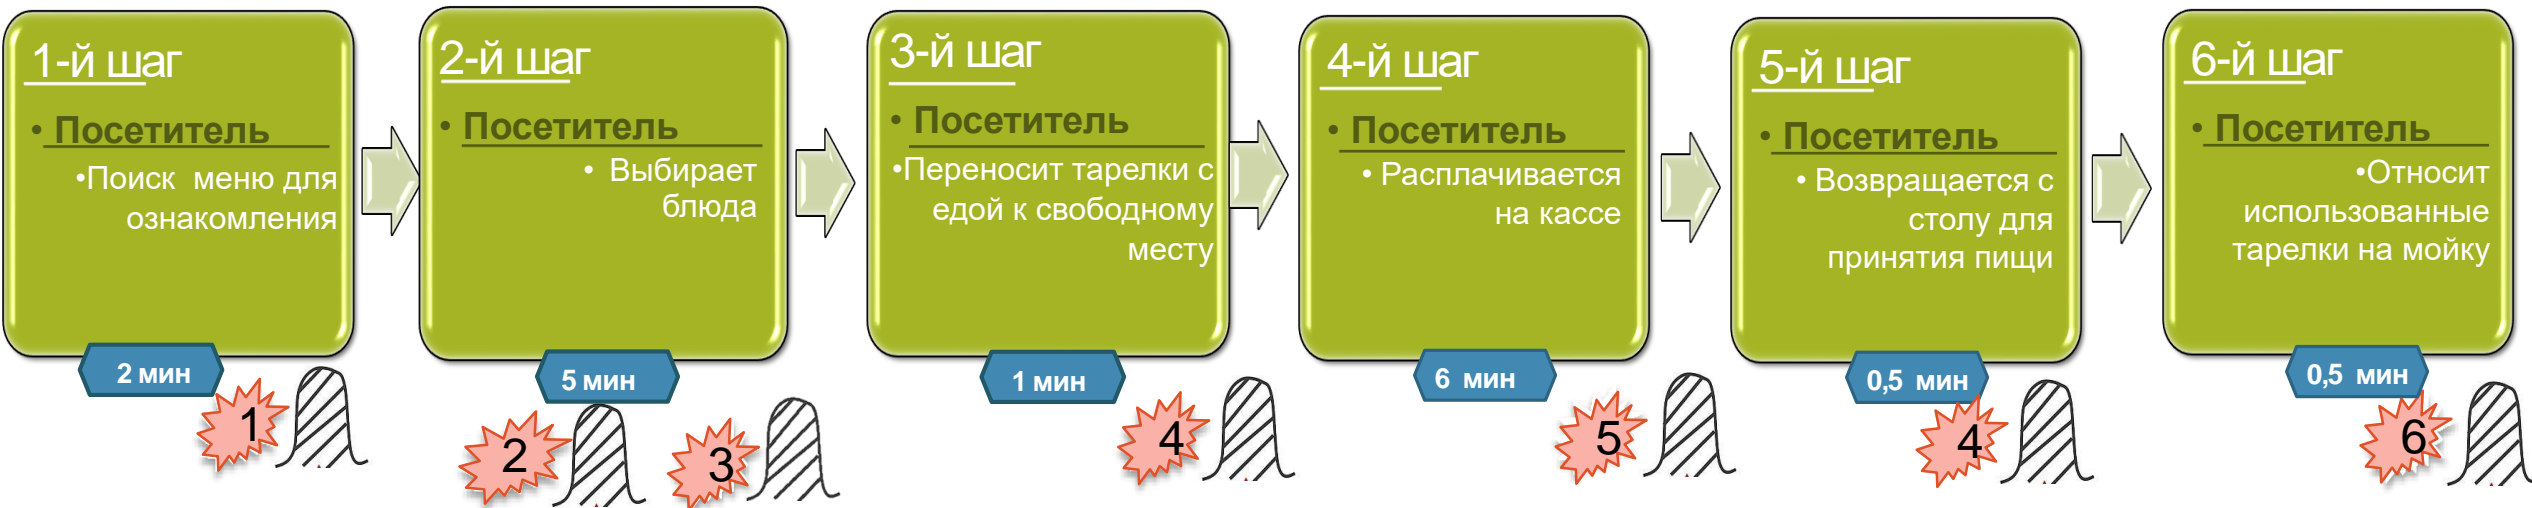 1-й шаг
• Посетитель
•Поиск меню для
ознакомления
2 мин
1
2-й шаг
• Посетитель
• Выбирает
блюда
5 мин
2
3
3-й шаг
• Посетитель
•Переносит тарелки с
едой к свободному
месту
1 мин
4
4-й шаг
• Посетитель
• Расплачивается
на кассе
6 мин
5
5-й шаг
• Посетитель
• Возвращается с
столу для
принятия пищи
0,5 мин
4
6-й шаг
• Посетитель
•Относит
использованные
тарелки на мойку
0,5 мин
6